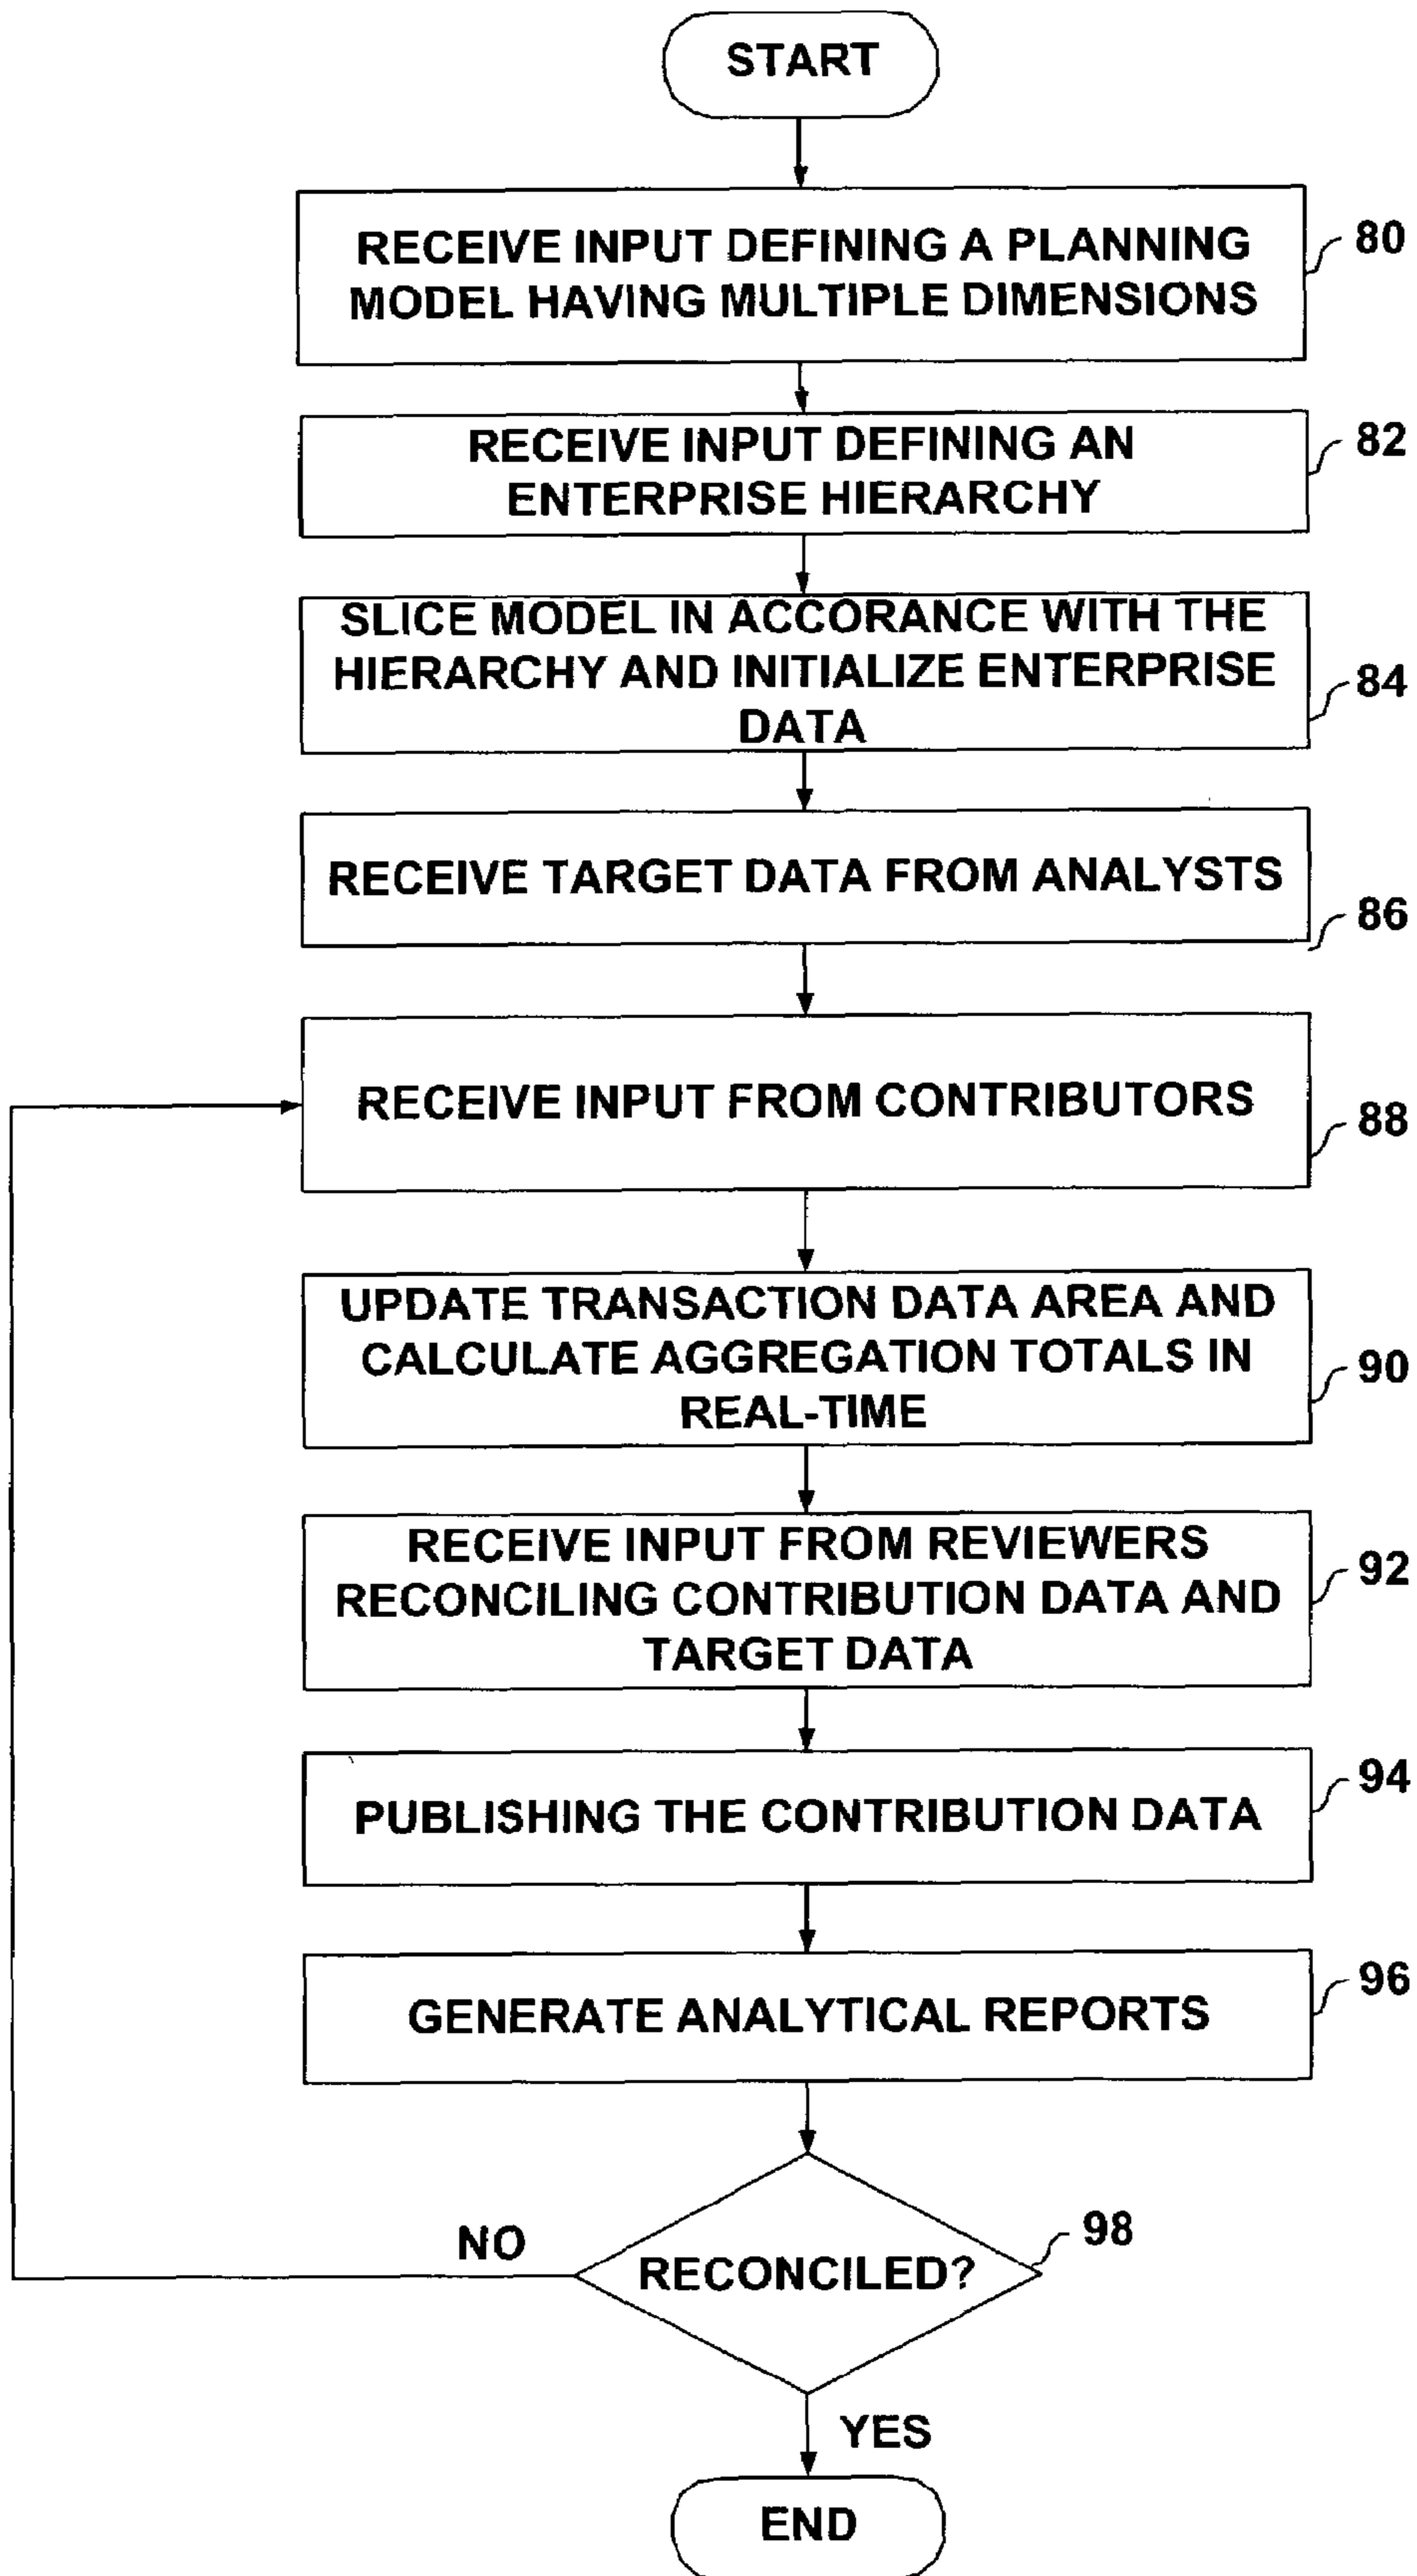 START
RECEIVE INPUT DEFINING A PLANNING
MODEL HAVING MULTIPLE DIMENSIONS
80
RECEIVE INPUT DEFINING AN
ENTERPRISE HIERARCHY
82
SLICE MODEL IN ACCORANCE WITH THE
HIERARCHY AND INITIALIZE ENTERPRISE
DATA
84
RECEIVE TARGET DATA FROM ANALYSTS
86
RECEIVE INPUT FROM CONTRIBUTORS
88
UPDATE TRANSACTION DATA AREA AND
CALCULATE AGGREGATION TOTALS IN
REAL-TIME
90
RECEIVE INPUT FROM REVIEWERS
RECONCILING CONTRIBUTION DATA AND
TARGET DATA
92
PUBLISHING THE CONTRIBUTION DATA
94
GENERATE ANALYTICAL REPORTS
96
NO
RECONCILED?
98
YES
END